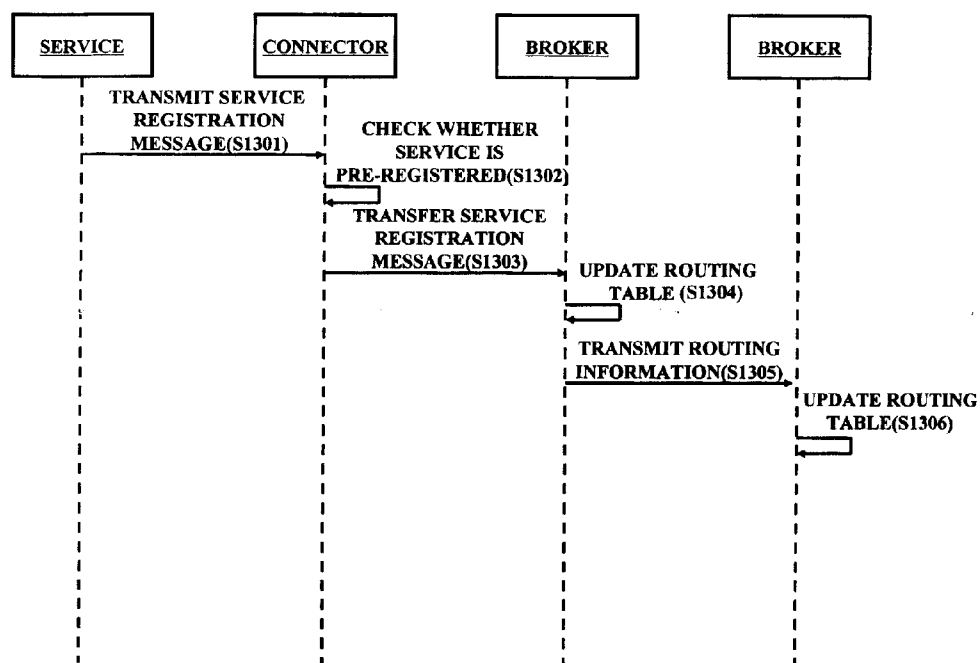 SERVICE
CONNECTOR
BROKER
BROKER
TRANSMIT SERVICE
REGISTRATION
MESSAGE(S1301)
CHECK WHETHER
SERVICE IS
PRE-REGISTERED(S1302)
TRANSFER SERVICE
REGISTRATION
MESSAGE(S1303)
UPDATE ROUTING
TABLE (S1304)
TRANSMIT ROUTING
INFORMATION(S1305)
UPDATE ROUTING
TABLE(S1306)